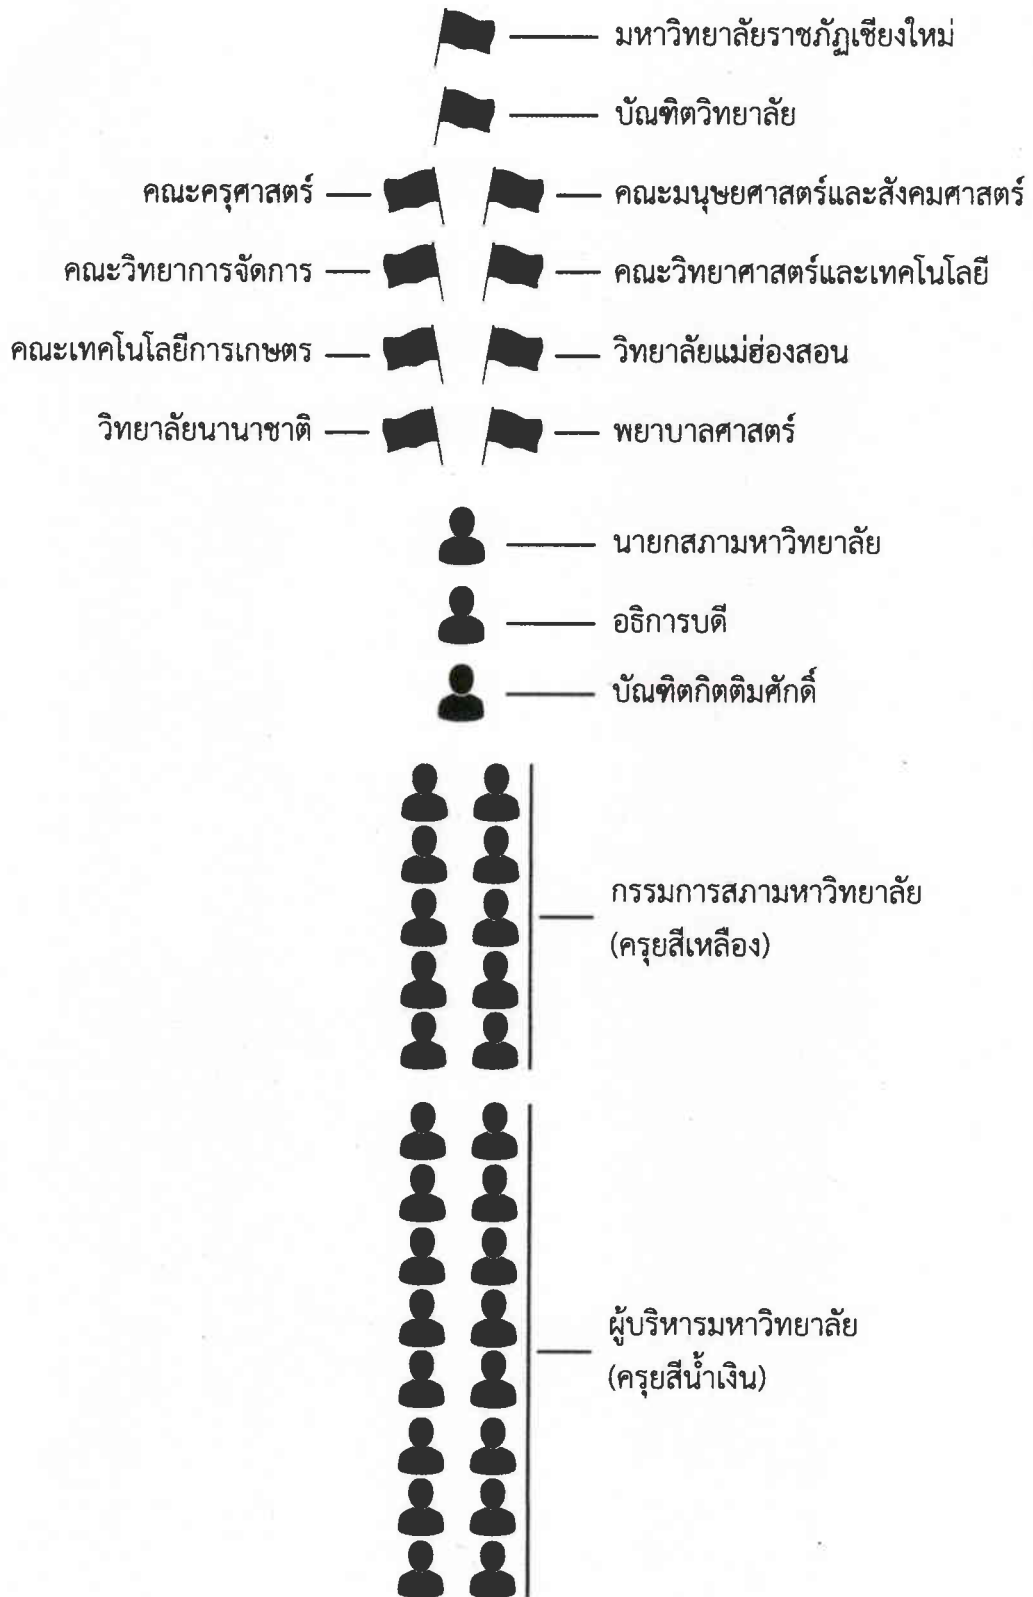 มหาวิทยาลัยราชภัฏเชียงใหม่
บัณฑิตวิทยาลัย
คณะครุศาสตร์
คณะมนุษยศาสตร์และสังคมศาสตร์
คณะวิทยาการจัดการ
คณะวิทยาศาสตร์และเทคโนโลยี
คณะเทคโนโลยีการเกษตร
วิทยาลัยแม่ฮ่องสอน
วิทยาลัยนานาชาติ
พยาบาลศาสตร์
นายกสภามหาวิทยาลัย
อธิการบดี
บัณฑิตกิตติมศักดิ์
กรรมการสภามหาวิทยาลัย
(ครุยสีเหลือง)
ผู้บริหารมหาวิทยาลัย
(ครุยสีน้ำเงิน)